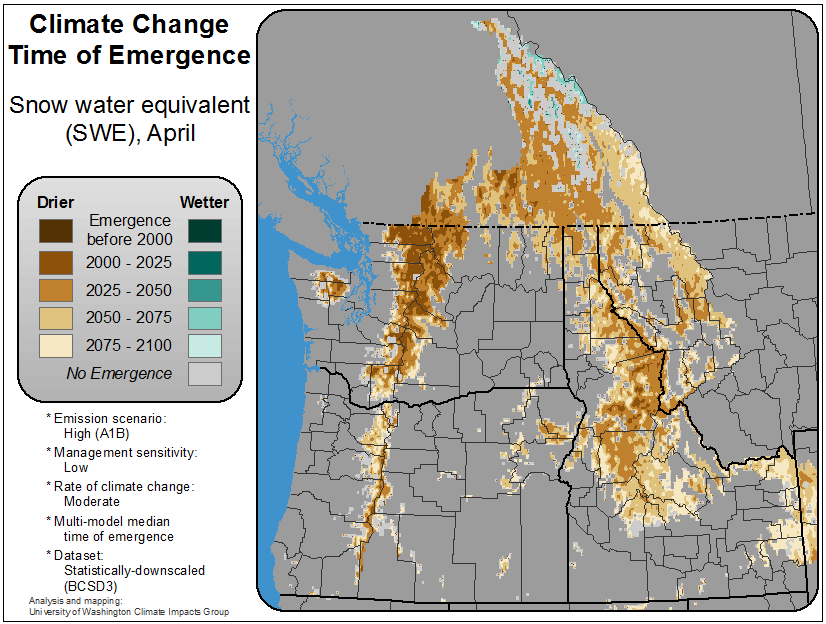 Climate Change
Time of Emergence
Snow water equivalent
(SWE), April
Drier Wetter
Emergence
before 2000
2000 - 2025
2025 - 2050
2050 - 2075
2075 - 2100
No Emergence
* Emission scenario:
High (A1B)
* Management sensitivity:
Low
* Rate of climate change:
Moderate
* Multi-model median
time of emergence
* Dataset:
Statistically-downscaled
(BCSD3)
Analysis and mapping:
University of Washington Climate Impacts Group